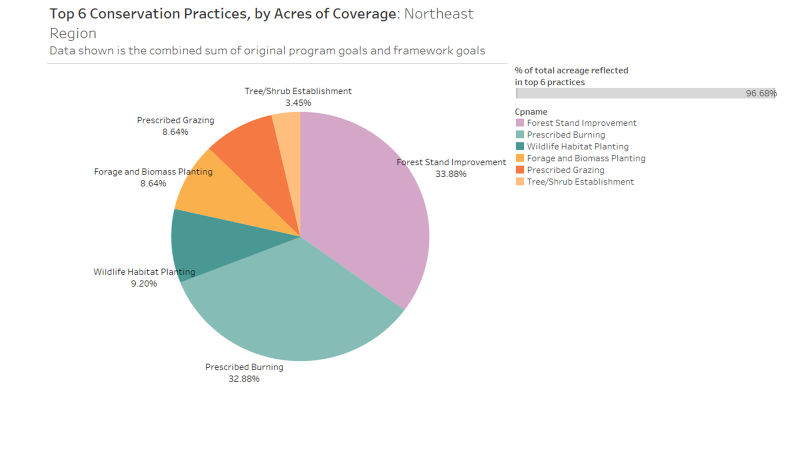 Top 6 Conservation Practices, by Acres of Coverage: Northeast
Region
Data shown is the combined sum of original program goals and framework goals
% of total acreage reflected
in top 6 practices
96.68%
Cpname
Forest Stand Improvement
Prescribed Burning
Wildlife Habitat Planting
Forage and Biomass Planting
Prescribed Grazing
Tree/Shrub Establishment
Tree/Shrub Establishment
3.45%
Prescribed Grazing
8.64%
Forest Stand Improvement
33.88%
Forage and Biomass Planting
8.64%
Wildlife Habitat Planting
9.20%
Prescribed Burning
32.88%